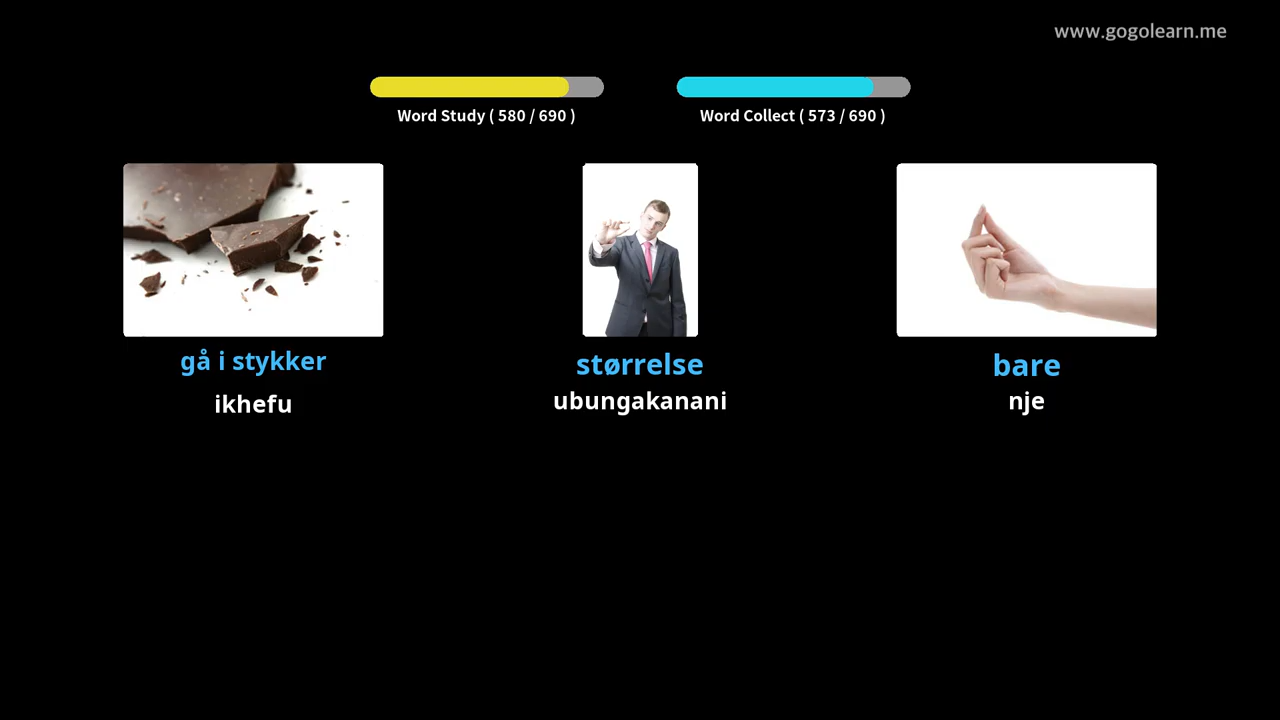 www.gogolearn.me
Word Study ( 580 / 690 )
Word Collect ( 573 / 690 )
gå i stykker
størrelse
bare
ikhefu
ubungakanani
nje